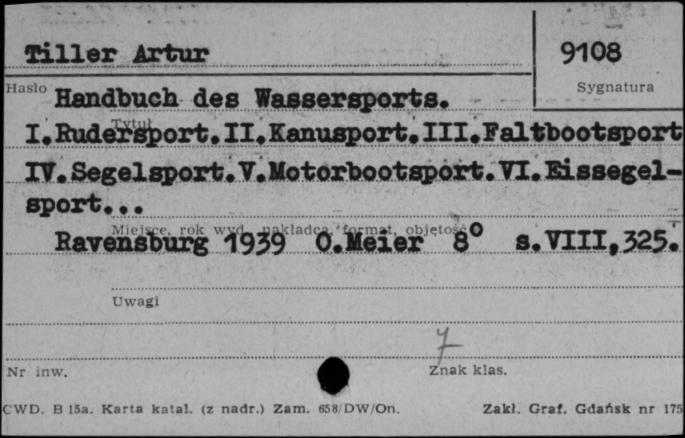 Tiller Artur
9108
Hasło
Sygnatura
Handbuch des Wassersports.
Tytuł
I.Rudersport.II.Kanusport.III.Faltbootsport
IV.Segelsport.V.Motorbootsport.VI.Eissegel-
sport...
Miejsce, rok wyd., nakładca, format, objętość
Ravensburg 1939 O.Meier 8° s.VIII,325.
Uwagi
7
Nr inw.
Znak klas.
CWD. B 15a. Karta katal. (z nadr.) Zam. 658/DW/On.
Zakł. Graf. Gdańsk nr 175